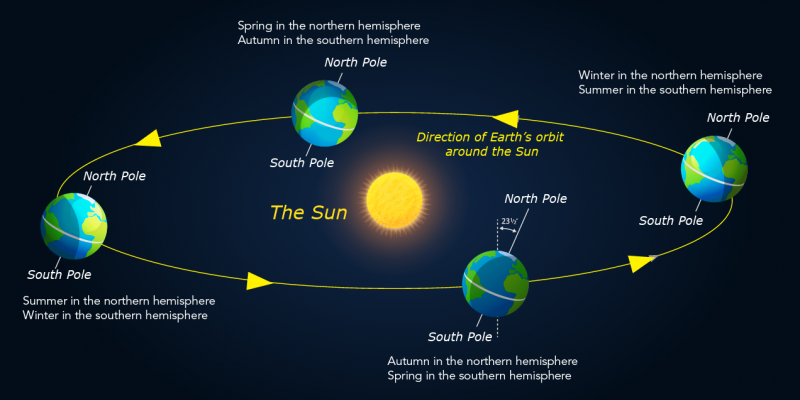 Spring in the northern hemisphere
Autumn in the southern hemisphere
North Pole
Winter in the northern hemisphere
Summer in the southern hemisphere
North Pole
Direction of Earth's orbit
around the Sun
South Pole
North Pole
The Sun
North Pole
23½°
South Pole
South Pole
Summer in the northern hemisphere
Winter in the southern hemisphere
South Pole
Autumn in the northern hemisphere
Spring in the southern hemisphere